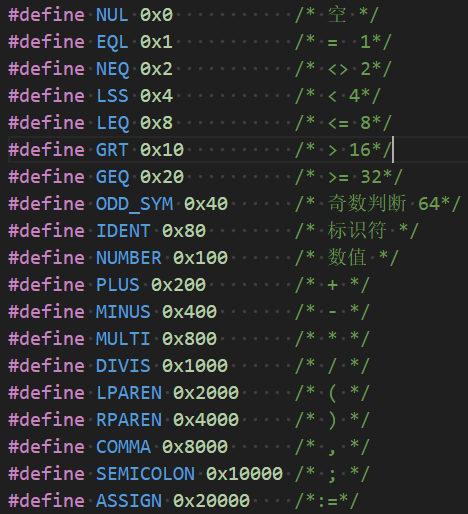 #define NUL 0x0 /* 空 */
#define EQL 0x1 /* = 1*/
#define NEQ 0x2 /* <> 2*/
#define LSS 0x4 /* < 4*/
#define LEQ 0x8 /* <= 8*/
#define GRT 0x10 /* > 16*/
#define GEQ 0x20 /* >= 32*/
#define ODD_SYM 0x40 /* 奇数判断 64*/
#define IDENT 0x80 /* 标识符 */
#define NUMBER 0x100 /* 数值 */
#define PLUS 0x200 /* + */
#define MINUS 0x400 /* - */
#define MULTI 0x800 /* * */
#define DIVIS 0x1000 /* / */
#define LPAREN 0x2000 /* ( */
#define RPAREN 0x4000 /* ) */
#define COMMA 0x8000 /* , */
#define SEMICOLON 0x10000 /* ; */
#define ASSIGN 0x20000 /*:=*/